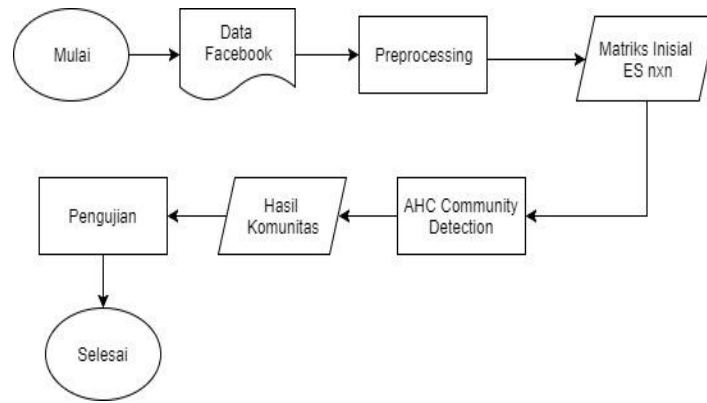 Mulai
Data
Facebook
Preprocessing
Matriks Inisial
ES nxn
AHC Community
Detection
Hasil
Komunitas
Pengujian
Selesai